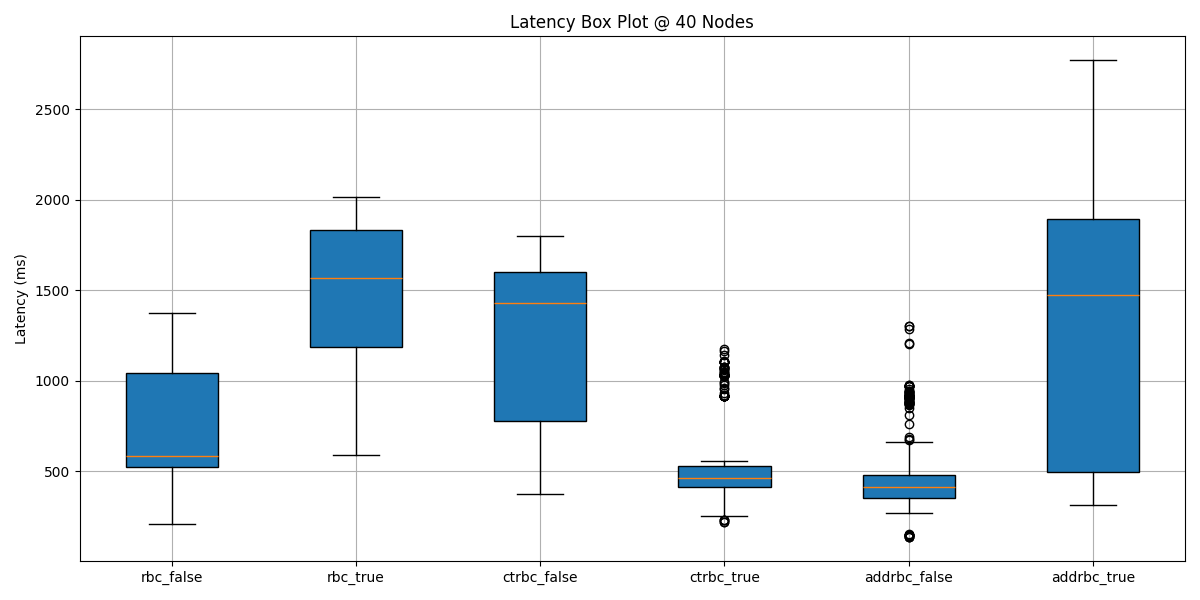 Latency Box Plot @ 40 Nodes
Latency (ms)
2500
2000
1500
1000
500
rbc_false
rbc_true
ctrbc_false
ctrbc_true
addrbc_false
addrbc_true